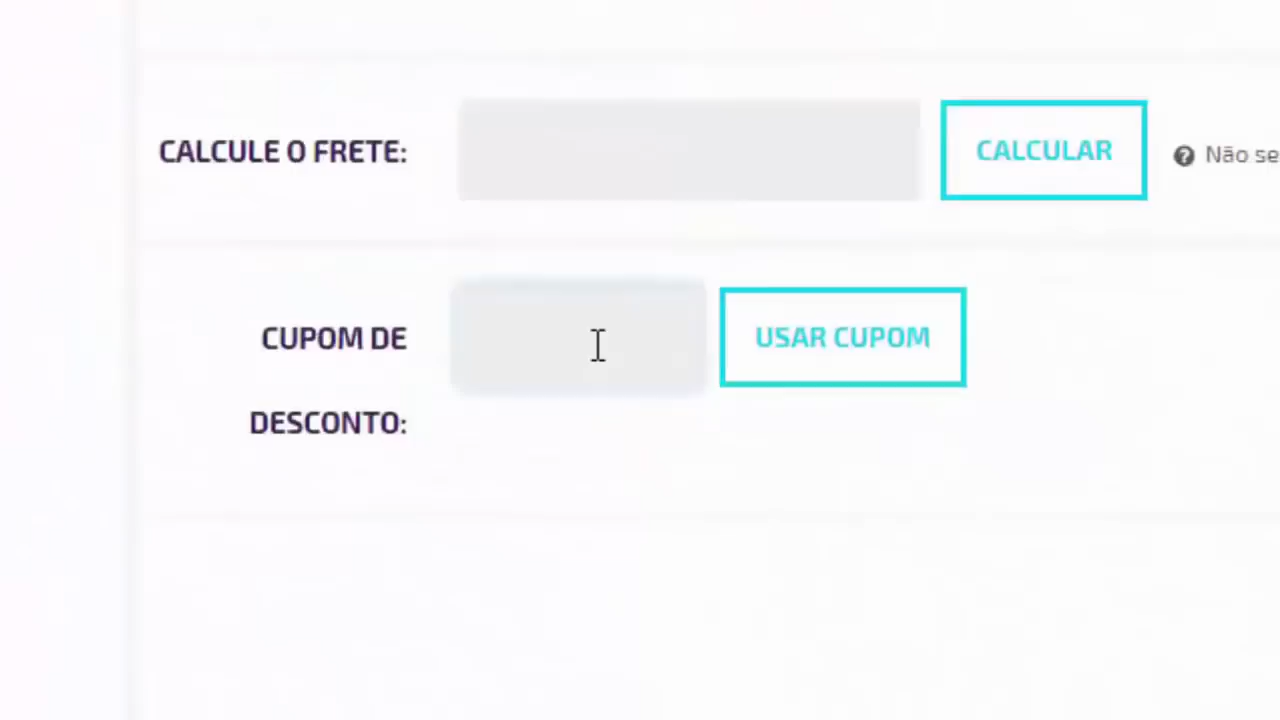 CALCULE O FRETE:
CALCULAR
Não se
CUPOM DE
USAR CUPOM
DESCONTO: